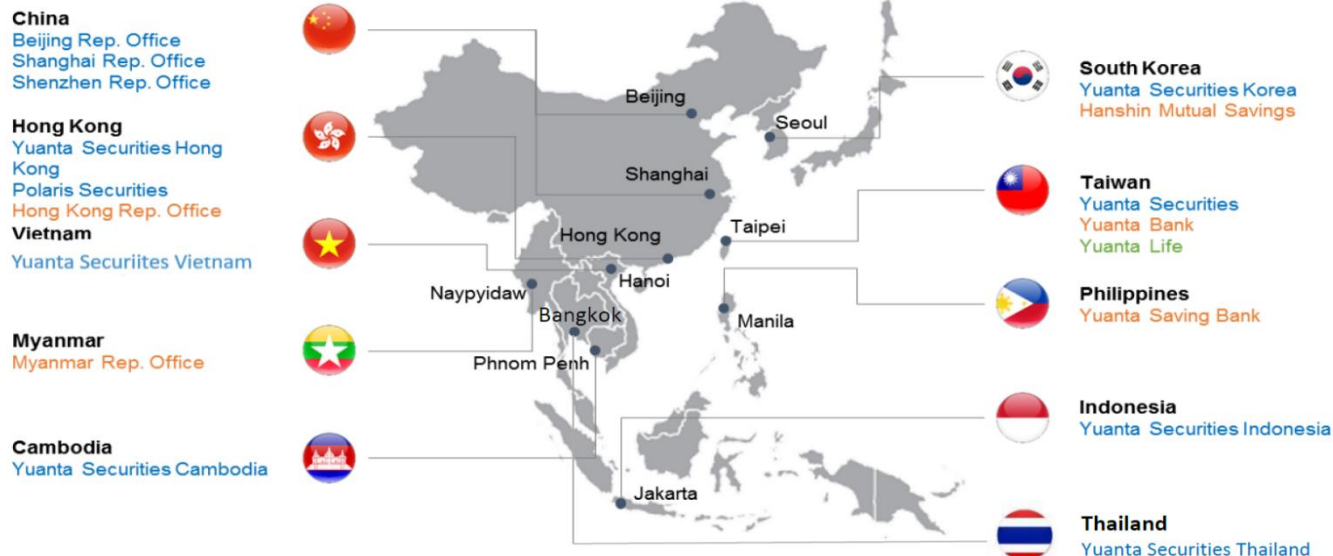 China
Beijing Rep. Office
Shanghai Rep. Office
Shenzhen Rep. Office
Hong Kong
Yuanta Securities Hong
Kong
Polaris Securities
Hong Kong Rep. Office
Vietnam
Yuanta Securiites Vietnam
Myanmar
Myanmar Rep. Office
Cambodia
Yuanta Securities Cambodia
Beijing
Seoul
Shanghai
Taipei
Hong Kong
Hanoi
Naypyidaw
Bangkok
Manila
Phnom Penh
Jakarta
South Korea
Yuanta Securities Korea
Hanshin Mutual Savings
Taiwan
Yuanta Securities
Yuanta Bank
Yuanta Life
Philippines
Yuanta Saving Bank
Indonesia
Yuanta Securities Indonesia
Thailand
Yuanta Securities Thailand